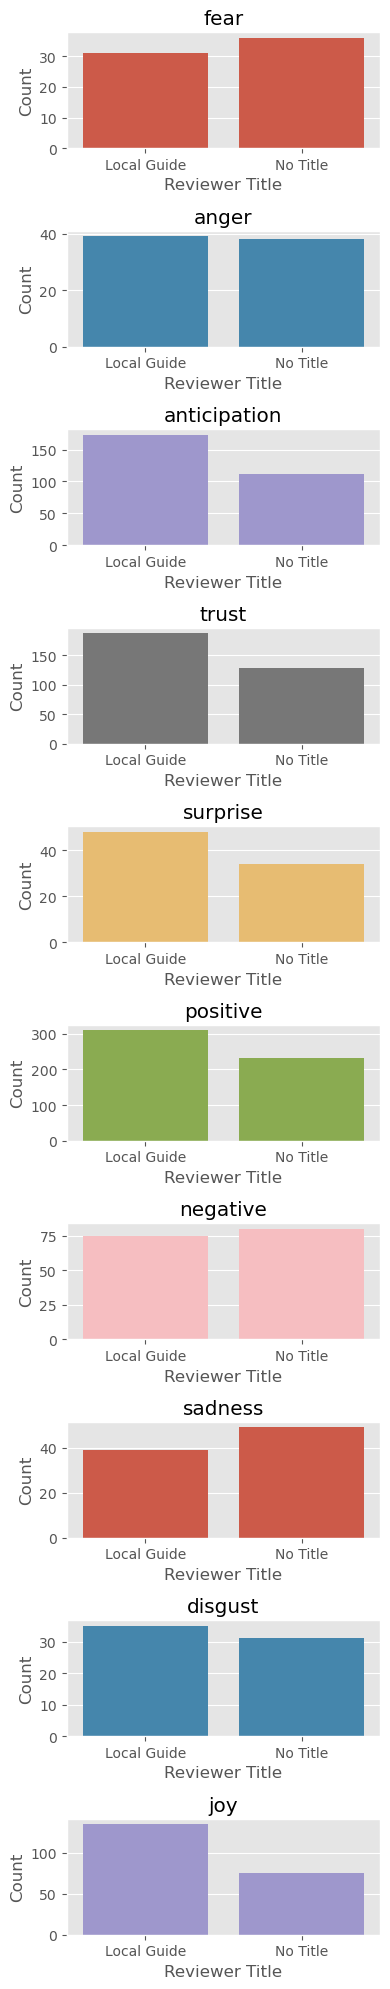 fear
30
20
10
0
Count
Local Guide No Title
Reviewer Title
anger
40
20
0
Count
Local Guide No Title
Reviewer Title
anticipation
150
100
50
0
Count
Local Guide No Title
Reviewer Title
trust
150
100
50
0
Count
Local Guide No Title
Reviewer Title
surprise
40
20
0
Count
Local Guide No Title
Reviewer Title
positive
300
200
100
0
Count
Local Guide No Title
Reviewer Title
negative
75
50
25
0
Count
Local Guide No Title
Reviewer Title
sadness
40
20
0
Count
Local Guide No Title
Reviewer Title
disgust
30
20
10
0
Count
Local Guide No Title
Reviewer Title
joy
100
50
0
Count
Local Guide No Title
Reviewer Title